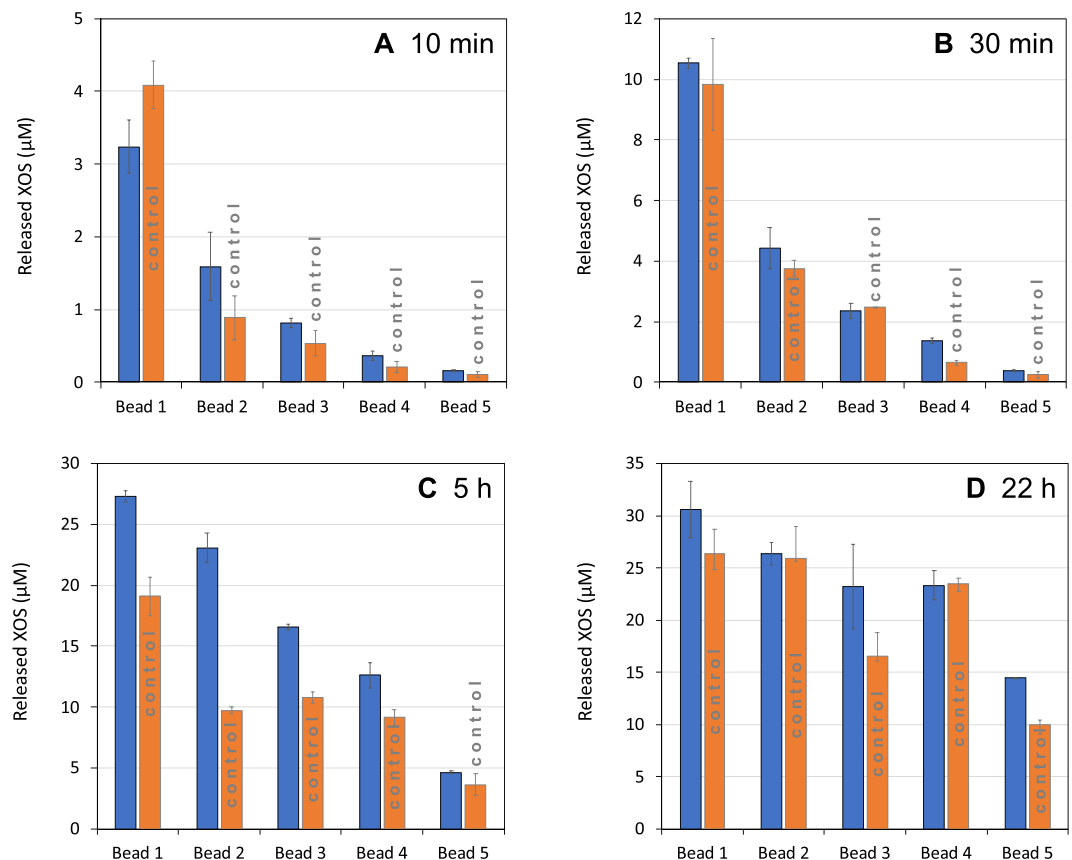 A 10 min
Released XOS (µM)
5
4
3
2
1
0
control
control
control
control
control
Bead 1
Bead 2
Bead 3
Bead 4
Bead 5
B 30 min
Released XOS (µM)
12
10
8
6
4
2
0
control
control
control
control
control
Bead 1
Bead 2
Bead 3
Bead 4
Bead 5
C 5 h
Released XOS (µM)
30
25
20
15
10
5
0
control
control
control
control
control
Bead 1
Bead 2
Bead 3
Bead 4
Bead 5
D 22 h
Released XOS (µM)
35
30
25
20
15
10
5
0
control
control
control
control
control
Bead 1
Bead 2
Bead 3
Bead 4
Bead 5